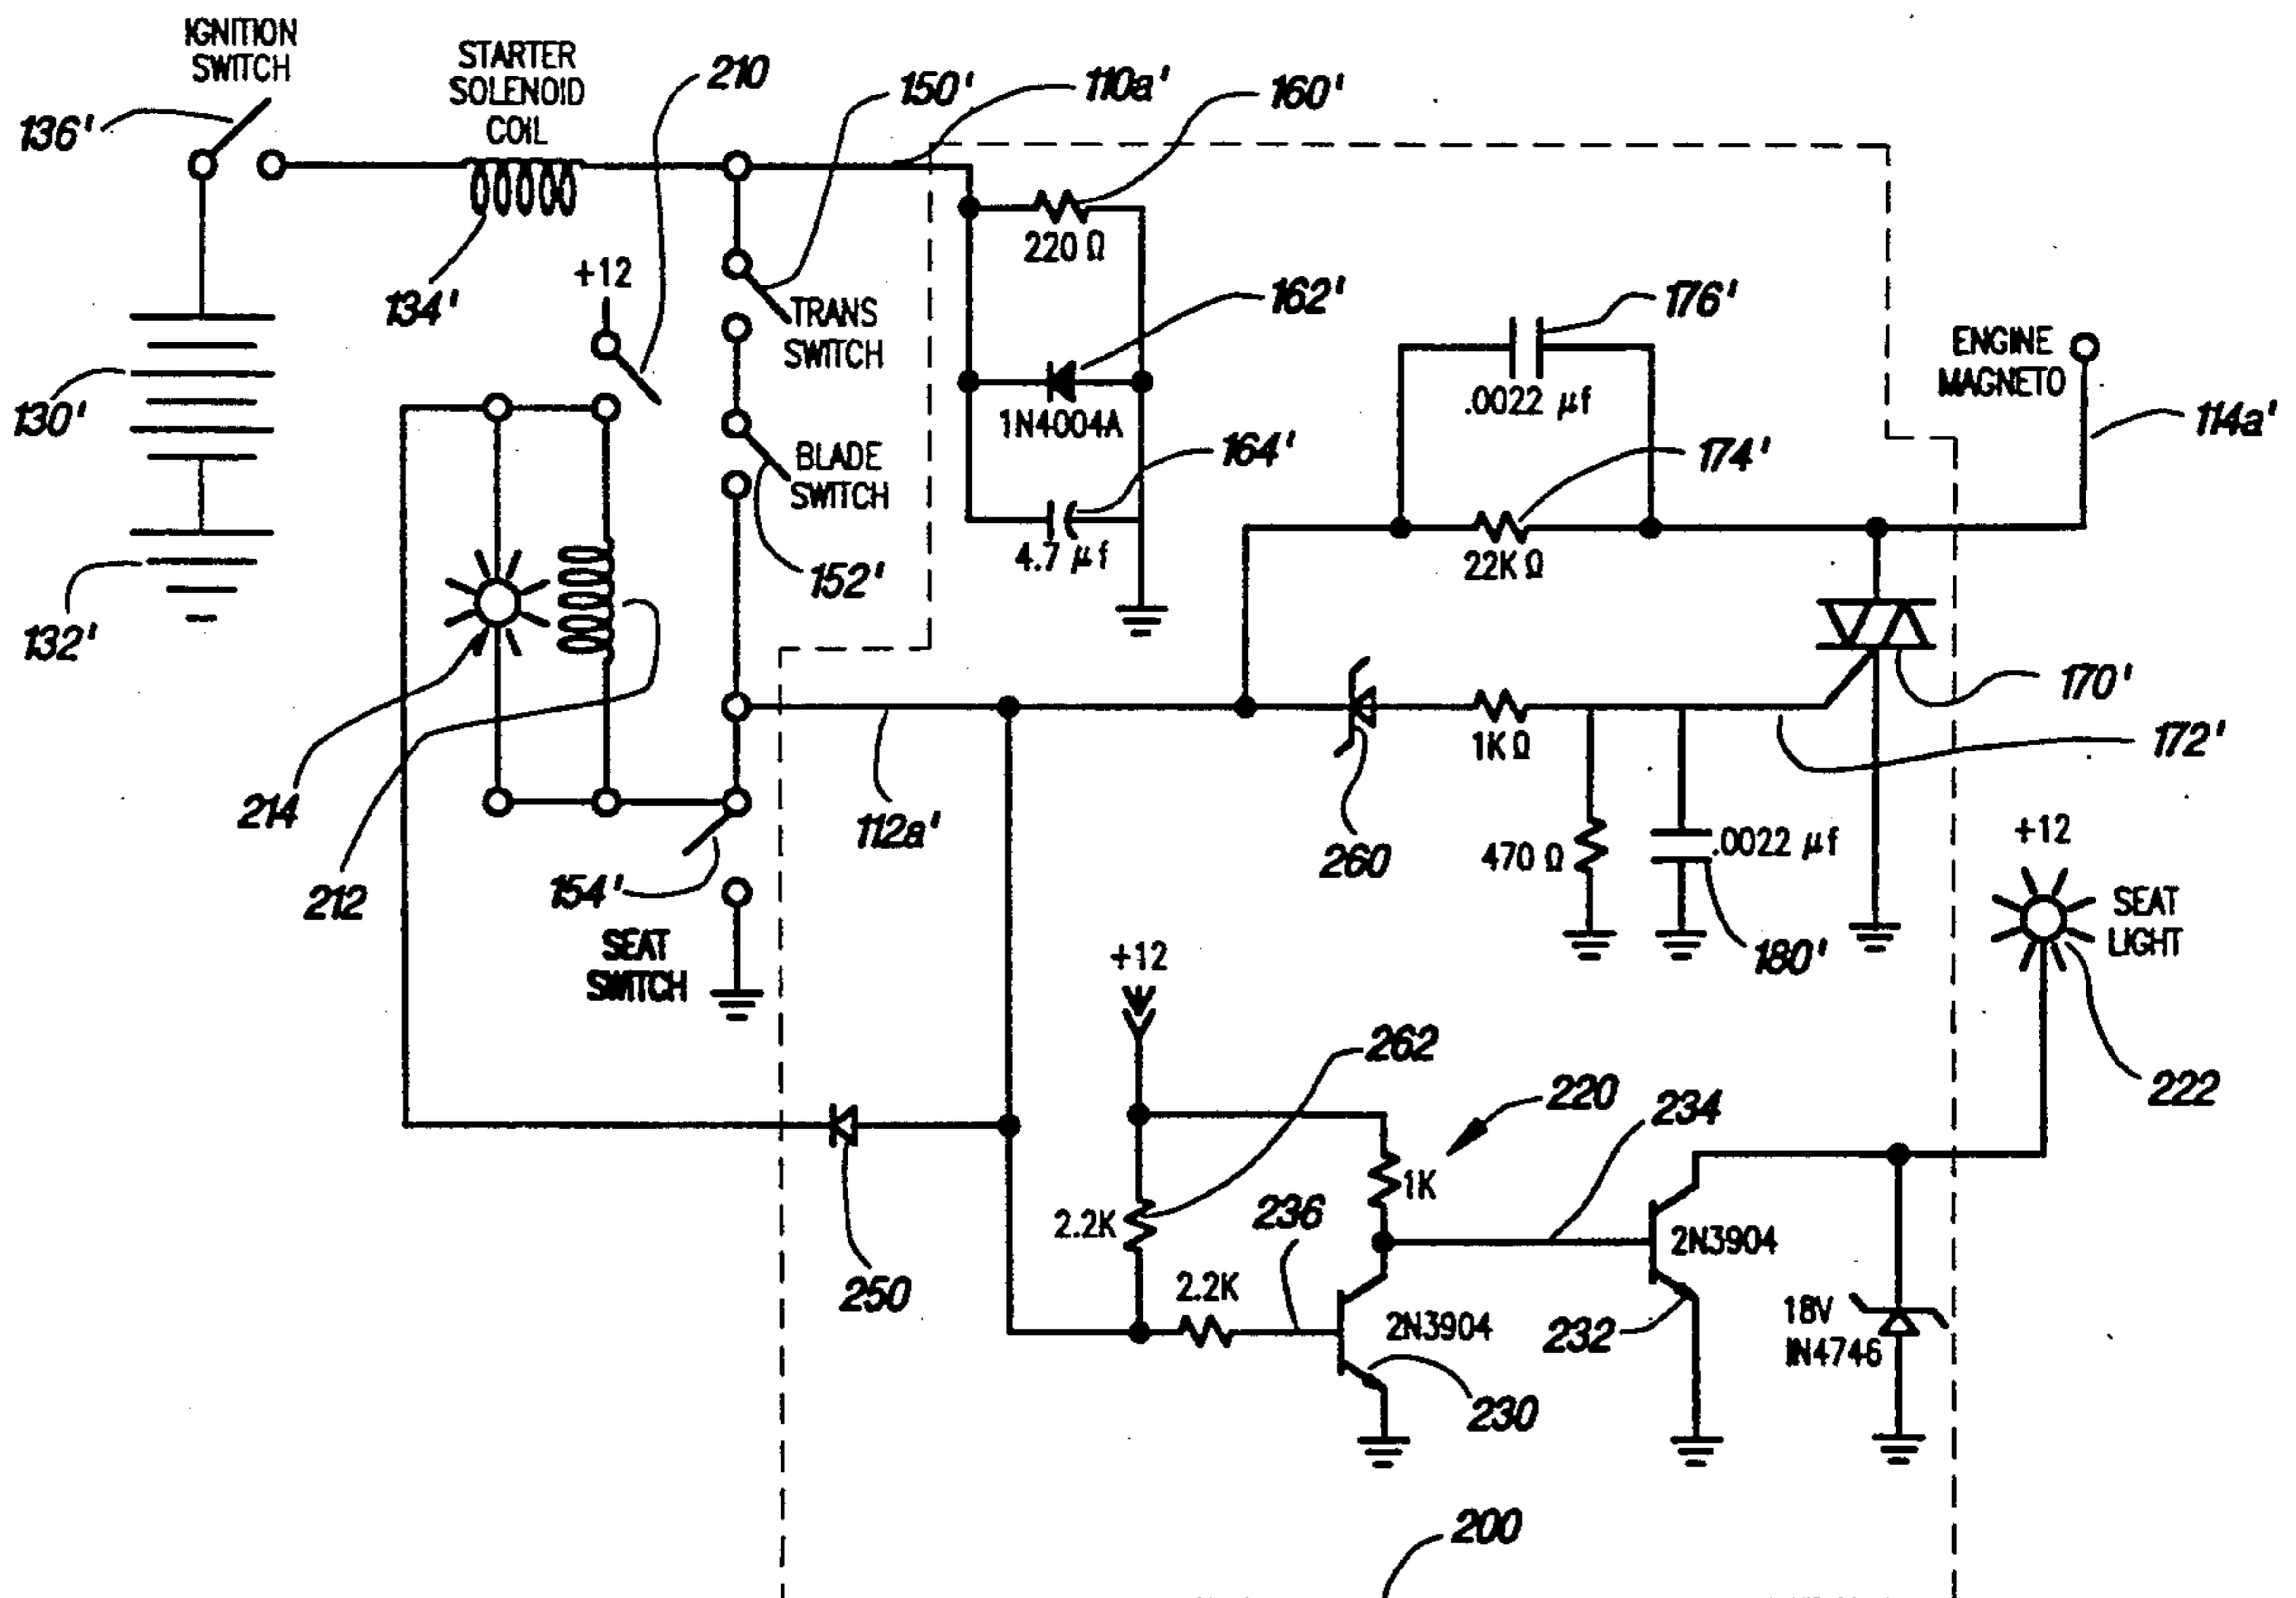 IGNITION
SWITCH
STARTER
SOLENOID
COIL
210
150'
110a'
160'
136'
220 Ω
+12
134'
TRANS
SWITCH
162'
176'
ENGINE
MAGNETO
130'
1N4004A
.0022 µf
114a'
BLADE
SWITCH
164'
174'
4.7 µf
152'
22K Ω
132'
170'
1K Ω
172'
214
112a'
260
470 Ω
.0022 µf
+12
212
154'
SEAT
SWITCH
180'
SEAT
LIGHT
+12
262
220
234
222
1K
2.2K
236
2N3904
250
2.2K
2N3904
232
18V
1N4746
230
200